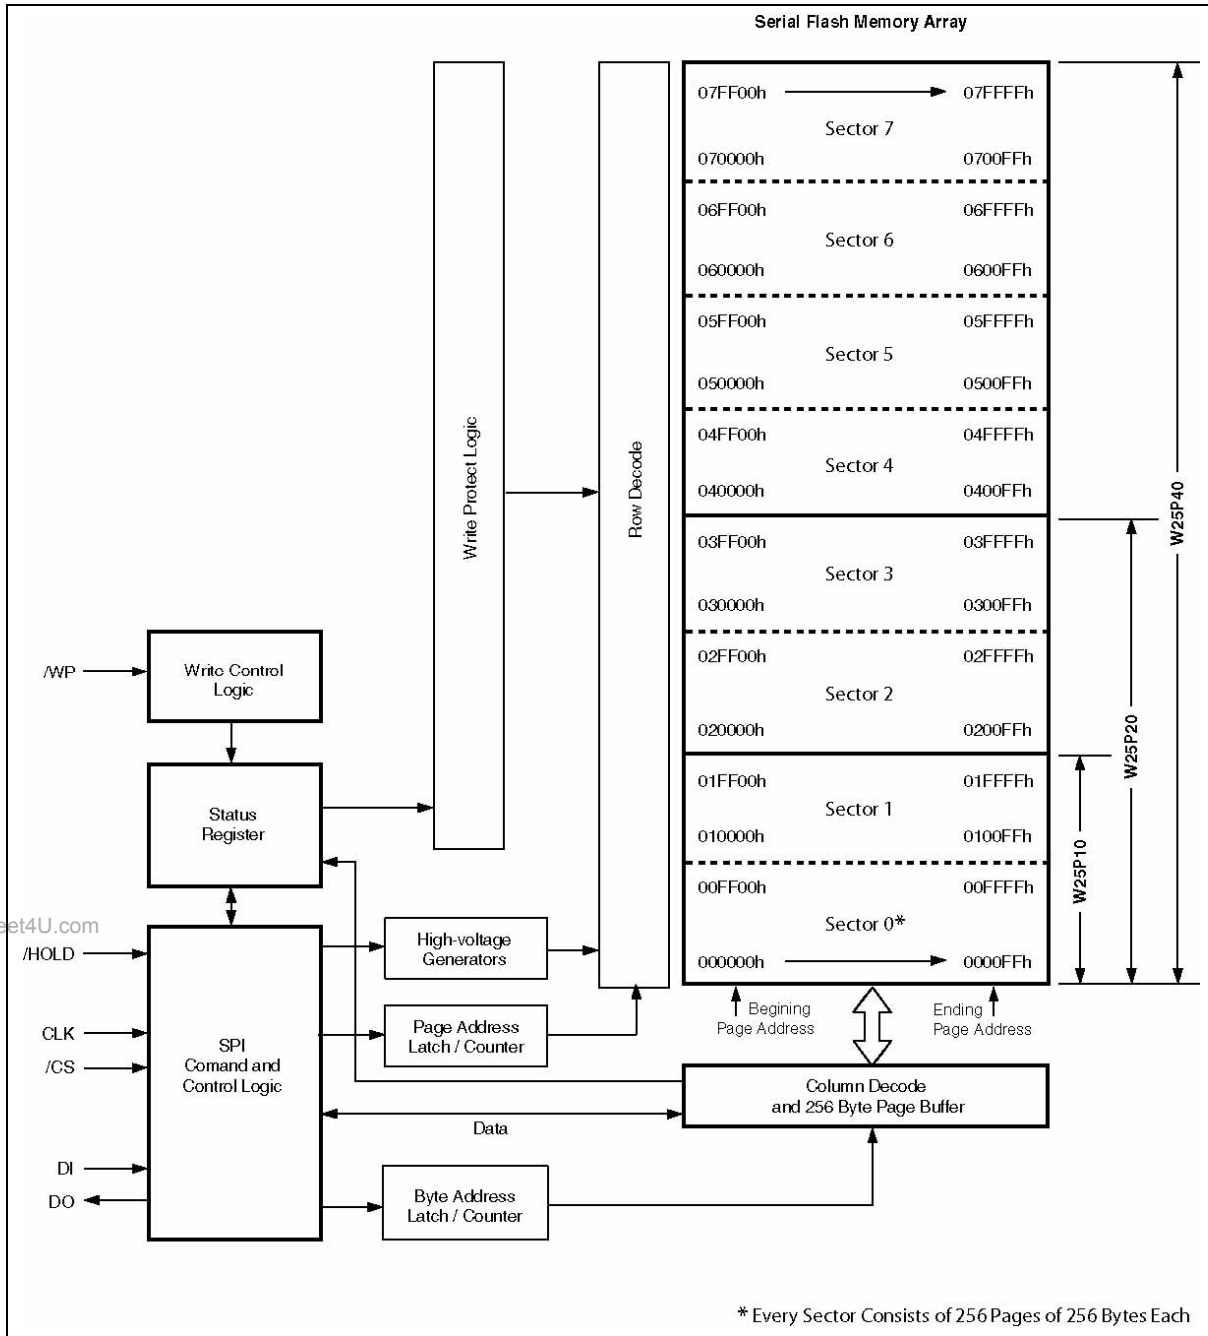 Serial Flash Memory Array
07FF00h 07FFFFh
Sector 7
070000h 0700FFh
06FF00h 06FFFFh
Sector 6
060000h 0600FFh
05FF00h 05FFFFh
Sector 5
050000h 0500FFh
04FF00h 04FFFFh
Sector 4
040000h 0400FFh
03FF00h 03FFFFh
Sector 3
030000h 0300FFh
02FF00h 02FFFFh
Sector 2
020000h 0200FFh
01FF00h 01FFFFh
Sector 1
010000h 0100FFh
00FF00h 00FFFFh
Sector 0*
000000h 0000FFh
Begining
Page Address
Ending
Page Address
W25P40
W25P20
W25P10
Write Protect Logic
Row Decode
/WP
Write Control
Logic
Status
Register
eet4U.com
/HOLD
CLK
/CS
DI
DO
SPI
Comand and
Control Logic
High-voltage
Generators
Page Address
Latch / Counter
Column Decode
and 256 Byte Page Buffer
Data
Byte Address
Latch / Counter
* Every Sector Consists of 256 Pages of 256 Bytes Each